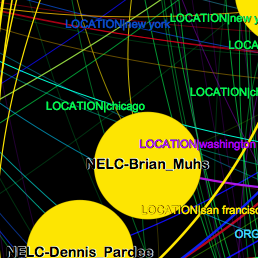 LOCATION|new y
LOCATION|new york
LOCA
LOCATION|cl
LOCATION|chicago
LOCATION|washington
NELC-Brian_Muhs
LOCATION|san francisc
ORG
NELC-Dennis_Pardee